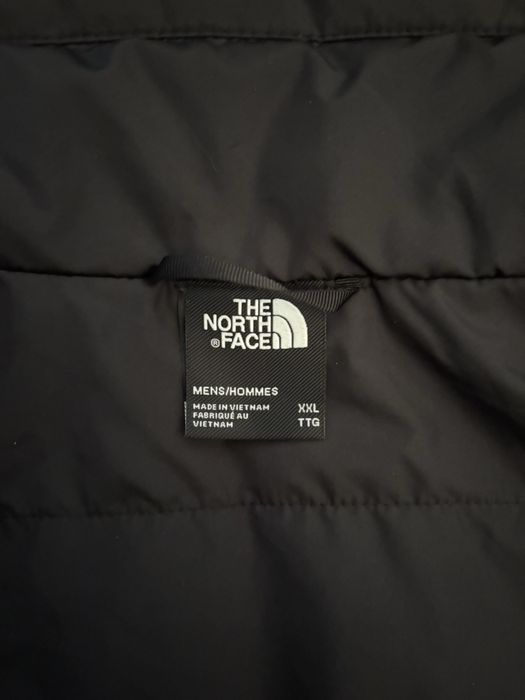 THE
NORTH
®FACE
MENS/HOMMES
MADE IN VIETNAM XXL
FABRIQUÉ AU
VIETNAM TTG